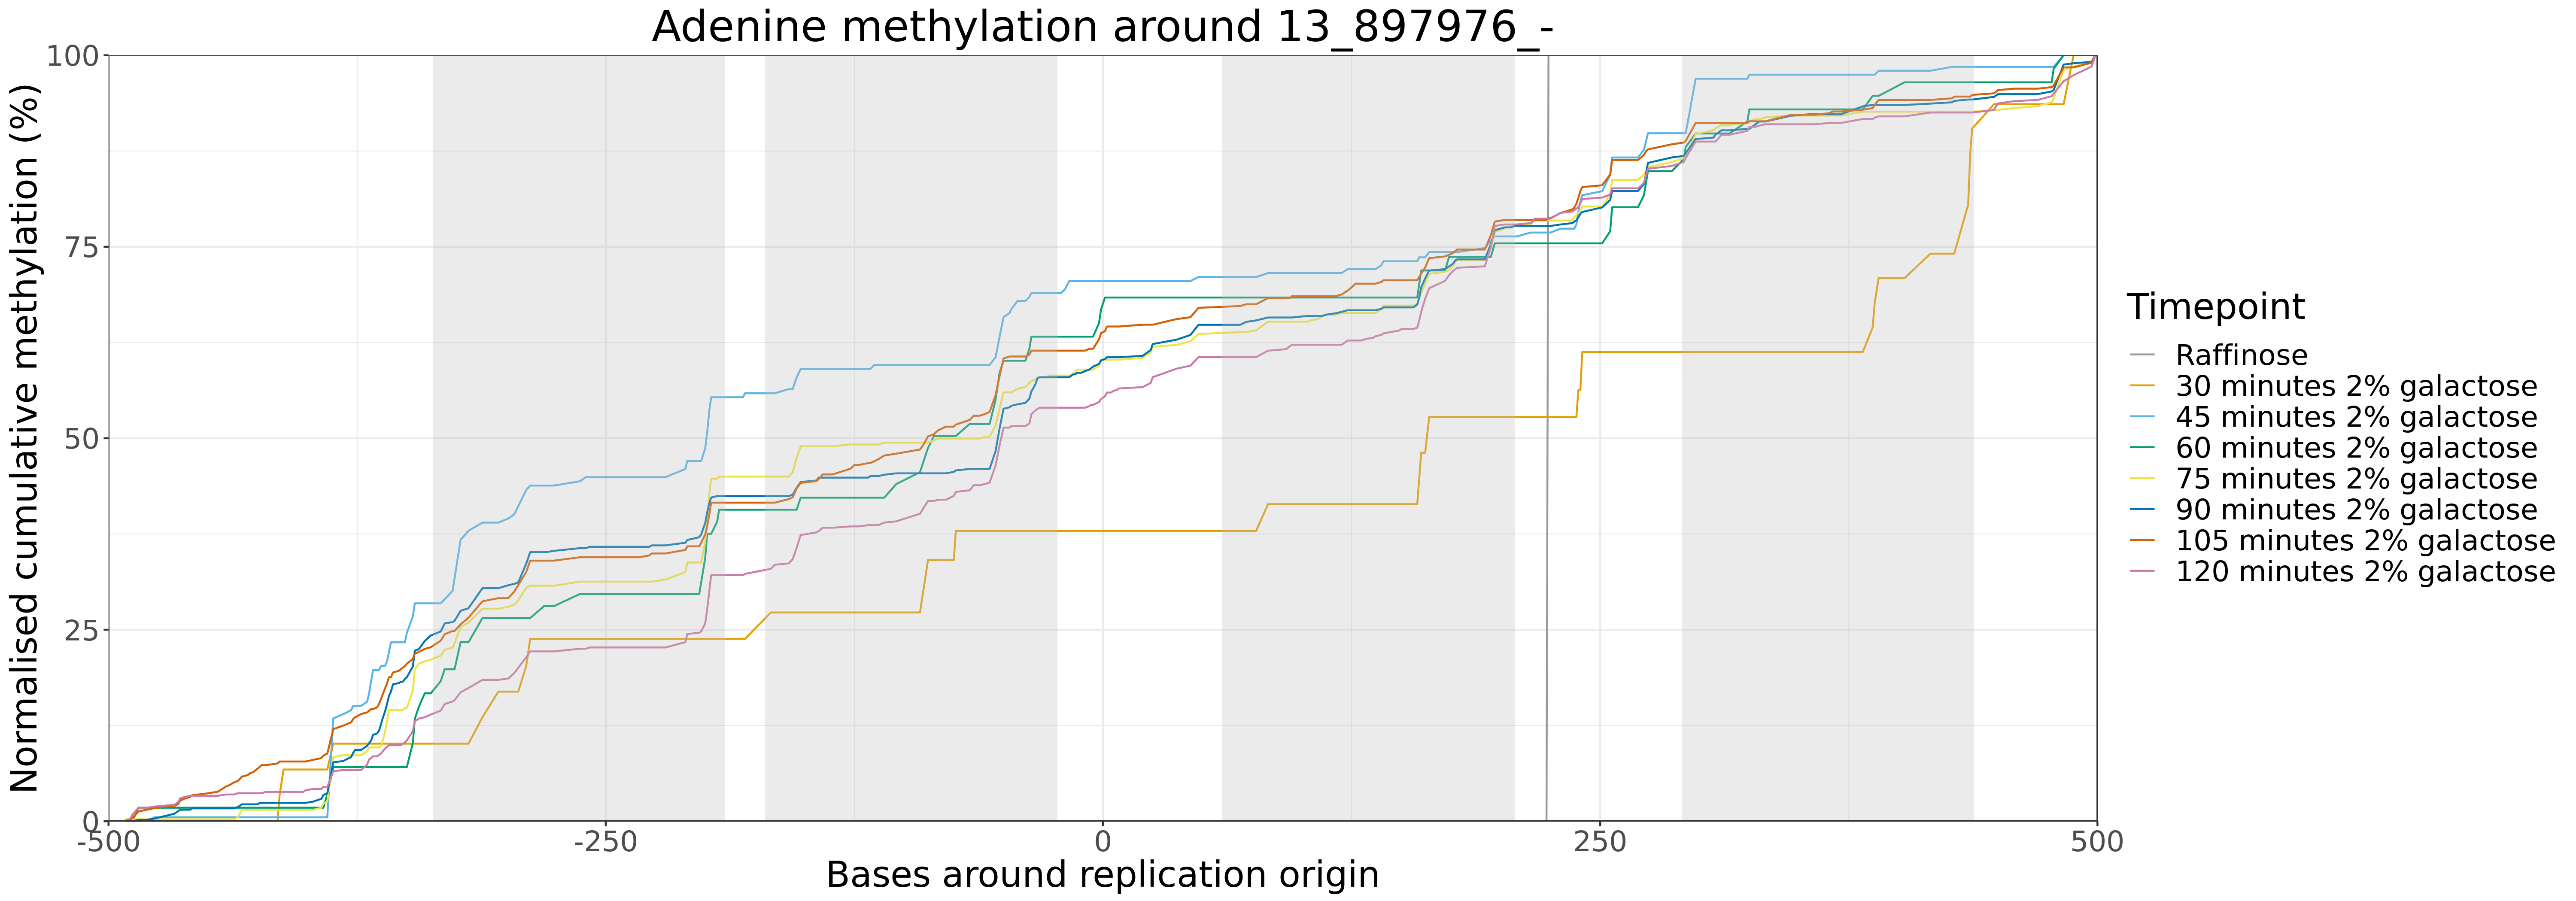 Adenine methylation around 13_897976_-
Normalised cumulative methylation (%)
100
75
50
25
0
-500
-250
0
250
500
Bases around replication origin
Timepoint
Raffinose
30 minutes 2% galactose
45 minutes 2% galactose
60 minutes 2% galactose
75 minutes 2% galactose
90 minutes 2% galactose
105 minutes 2% galactose
120 minutes 2% galactose